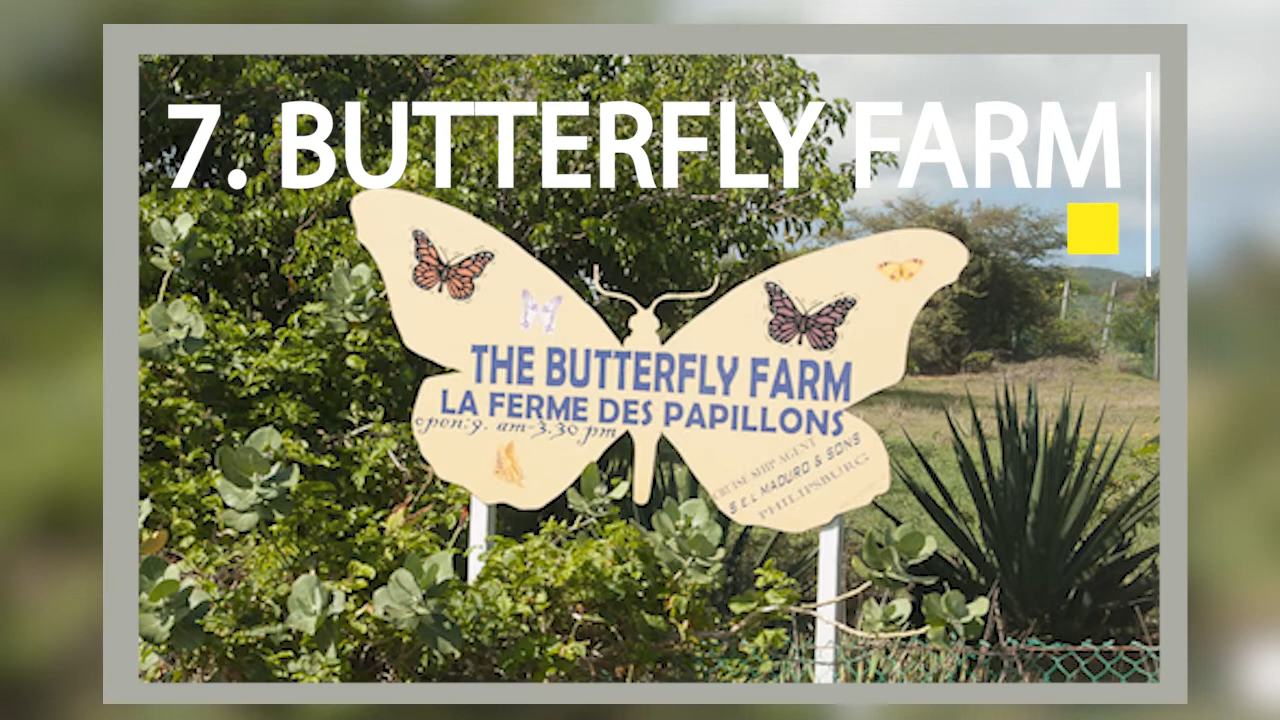 7. BUTTERFLY FARM
THE BUTTERFLY FARM
LA FERME DES PAPILLONS
open:9. am-3.30 pm
CRUISE SHIP AGENT
S.E.L MADURO & SONS
PHILIPSBURG